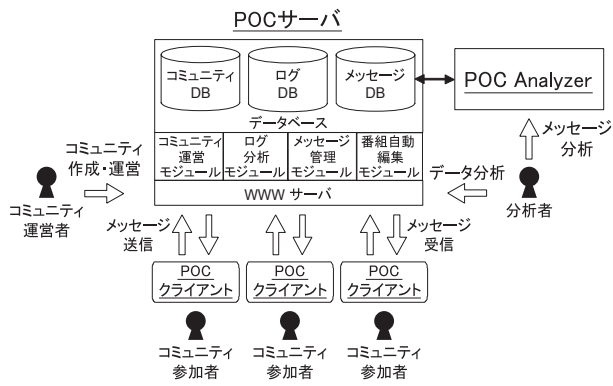 POCサーバ
コミュニティ
DB
ログ
DB
メッセージ
DB
データベース
POC Analyzer
コミュニティ
運営
モジュール
ログ
分析
モジュール
メッセージ
管理
モジュール
番組自動
編集
モジュール
WWW サーバ
コミュニティ
作成・運営
コミュニティ
運営者
メッセージ
分析
データ分析
分析者
メッセージ
送信
メッセージ
受信
POC
クライアント
POC
クライアント
POC
クライアント
コミュニティ
参加者
コミュニティ
参加者
コミュニティ
参加者